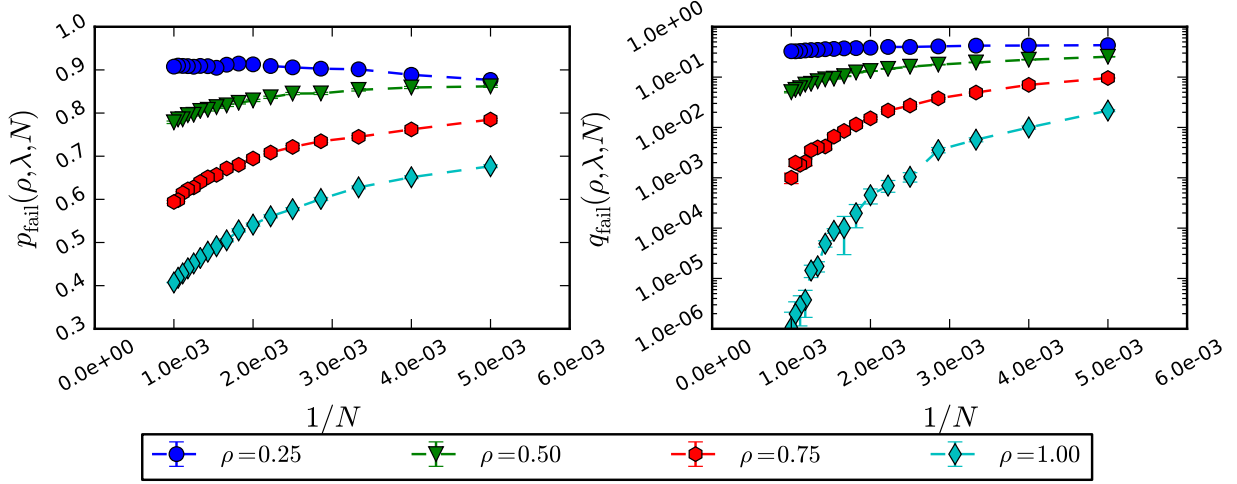 1.0
0.9
0.8
0.7
0.6
0.5
0.4
0.3
p_fail(ρ,λ,N)
0.0e+00 1.0e-03 2.0e-03 3.0e-03 4.0e-03 5.0e-03 6.0e-03
1/N
1.0e+00
1.0e-01
1.0e-02
1.0e-03
1.0e-04
1.0e-05
1.0e-06
q_fail(ρ,λ,N)
0.0e+00 1.0e-03 2.0e-03 3.0e-03 4.0e-03 5.0e-03 6.0e-03
1/N
ρ=0.25 ρ=0.50 ρ=0.75 ρ=1.00